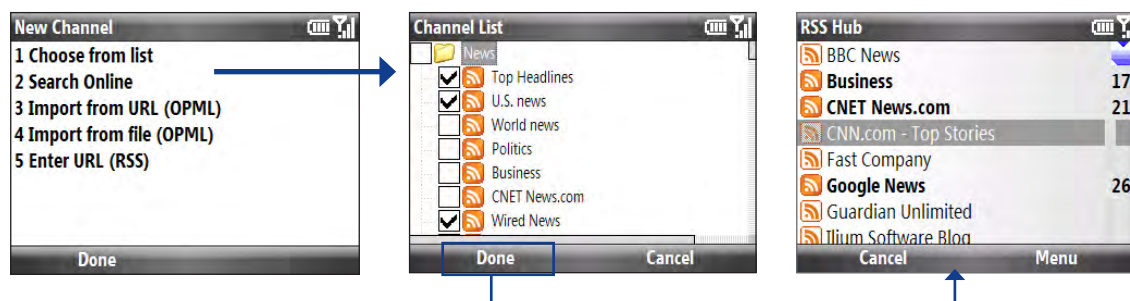 New Channel
1 Choose from list
2 Search Online
3 Import from URL (OPML)
4 Import from file (OPML)
5 Enter URL (RSS)
Done
Channel List
News
Top Headlines
U.S. news
World news
Politics
Business
CNET News.com
Wired News
Done Cancel
RSS Hub
BBC News
Business 17
CNET News.com 21
CNN.com - Top Stories
Fast Company
Google News 26
Guardian Unlimited
Ilium Software Blog
Cancel Menu